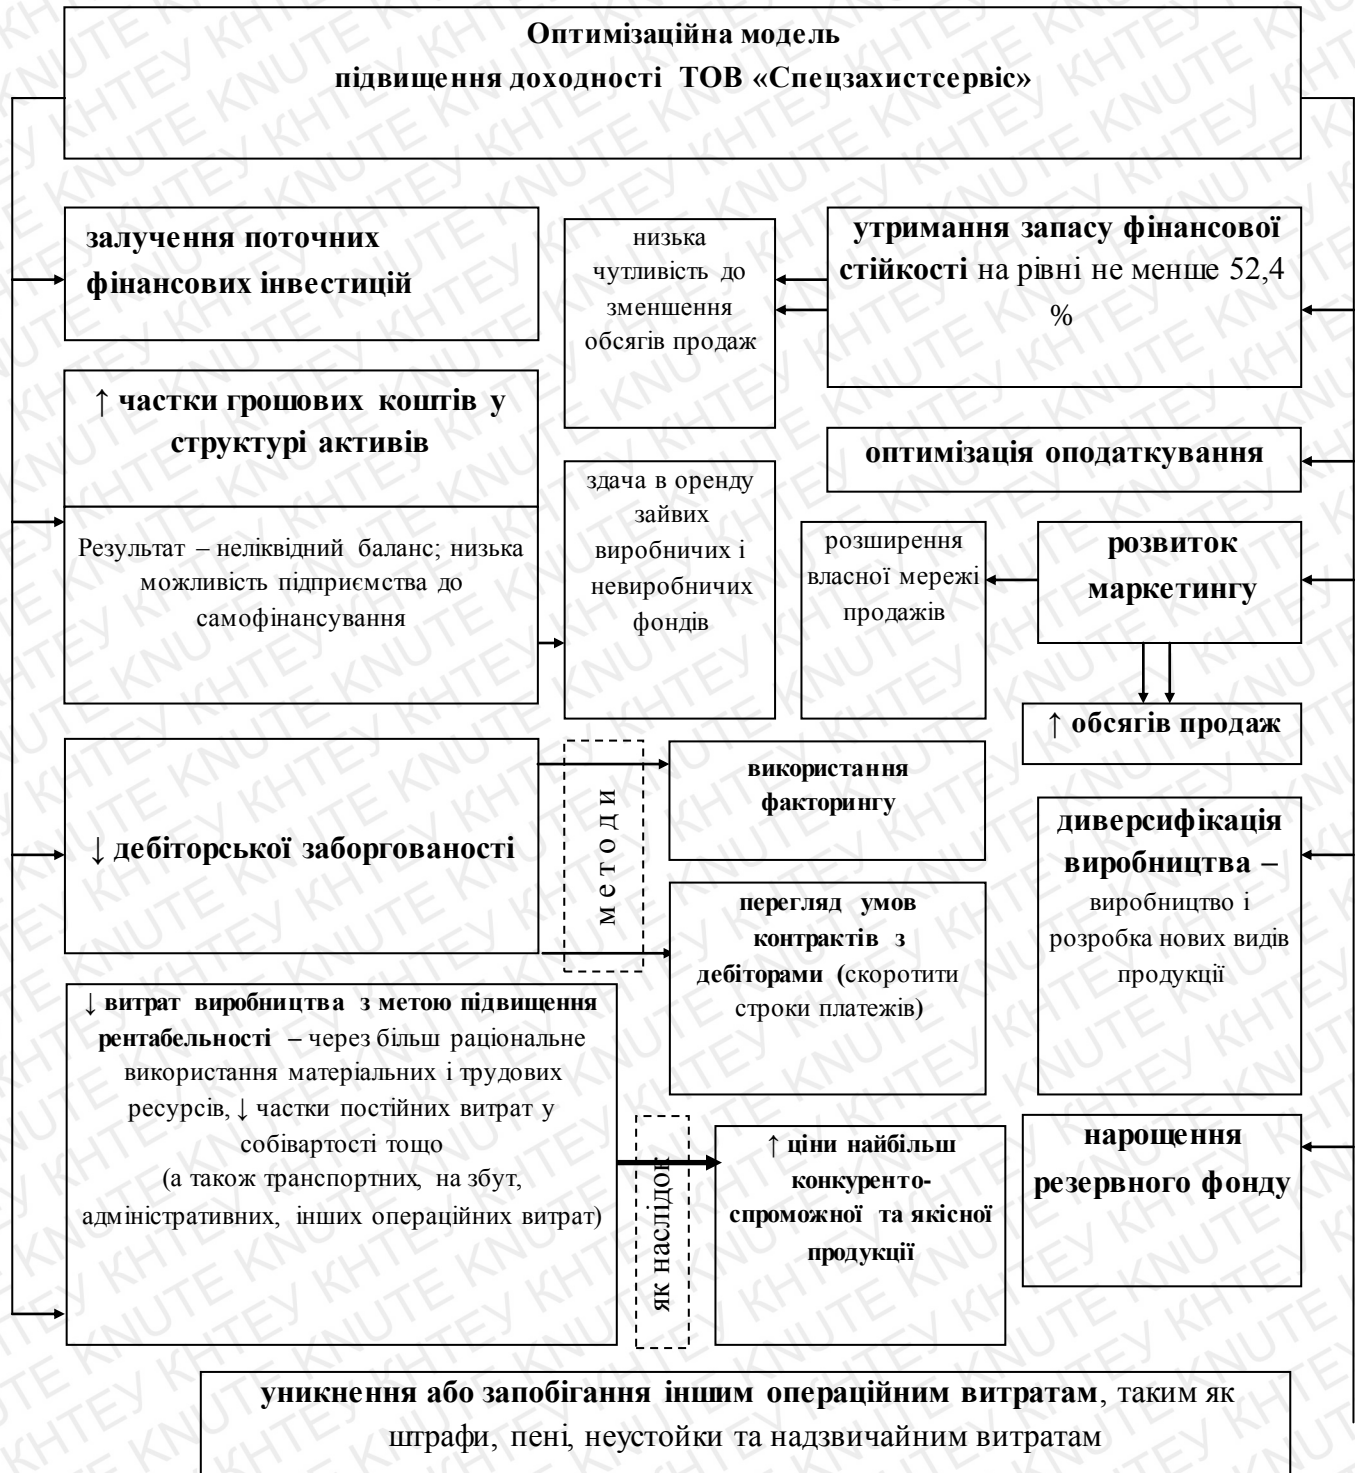 Оптимізаційна модель
підвищення доходності ТОВ «Спецзахистсервіс»
залучення поточних
фінансових інвестицій
низька
чутливість до
зменшення
обсягів продаж
утримання запасу фінансової
стійкості на рівні не менше 52,4
%
↑ частки грошових коштів у
структурі активів
Результат – неліквідний баланс; низька
можливість підприємства до
самофінансування
здача в оренду
зайвих
виробничих і
невиробничих
фондів
оптимізація оподаткування
розширення
власної мережі
продажів
розвиток
маркетингу
↑ обсягів продаж
↓ дебіторської заборгованості
методи
використання
факторингу
перегляд умов
контрактів з
дебіторами (скоротити
строки платежів)
диверсифікація
виробництва –
виробництво і
розробка нових видів
продукції
↓ витрат виробництва з метою підвищення
рентабельності – через більш раціональне
використання матеріальних і трудових
ресурсів, ↓ частки постійних витрат у
собівартості тощо
(а також транспортних, на збут,
адміністративних, інших операційних витрат)
як наслідок
↑ ціни найбільш
конкуренто-
спроможної та якісної
продукції
нарощення
резервного фонду
уникнення або запобігання іншим операційним витратам, таким як
штрафи, пені, неустойки та надзвичайним витратам